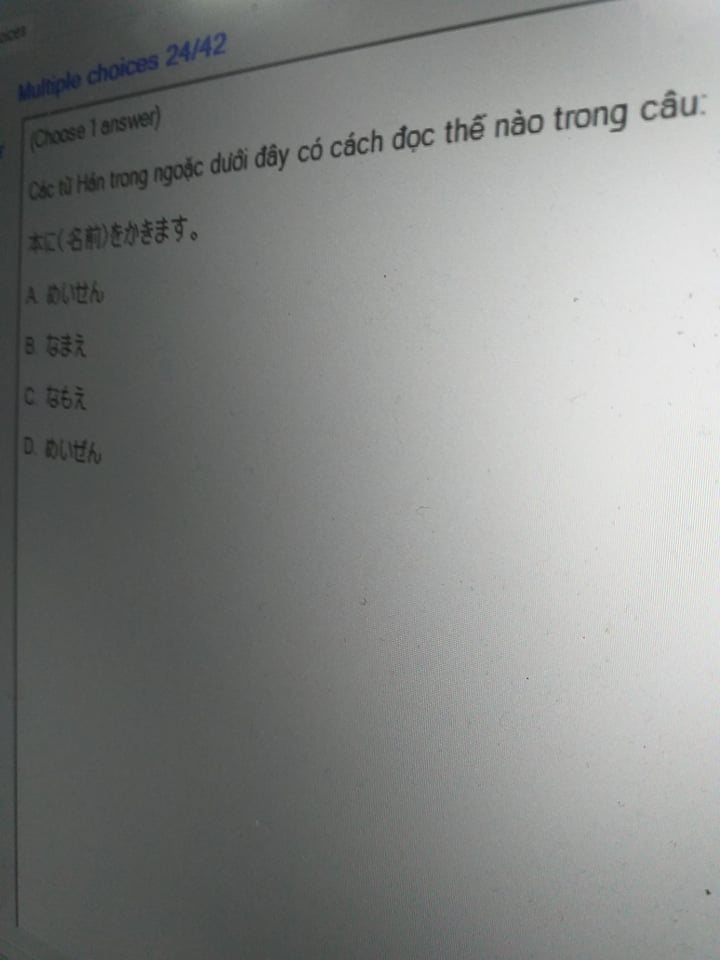 oices
Multiple choices 24/42
(Choose 1 answer)
Các từ Hán trong ngoặc dưới đây có cách đọc thế nào trong câu:
本に(名前)をかきます。
A. めいせん
B. なまえ
C. なもえ
D. めいぜん